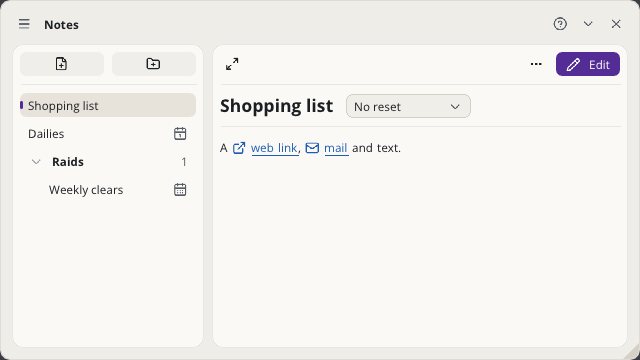 Notes
Edit
Shopping list
Dailies
Raids 1
Weekly clears
Shopping list No reset
A web link, mail and text.